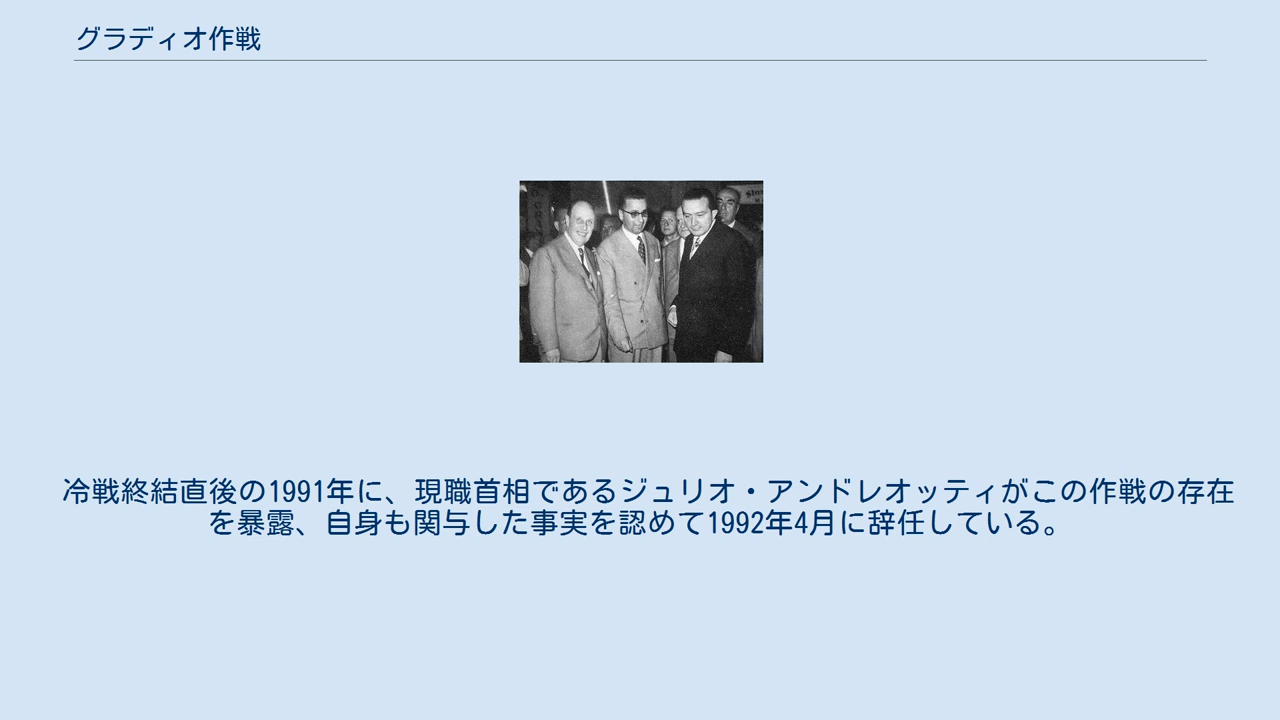 グラディオ作戦
冷戦終結直後の1991年に、現職首相であるジュリオ・アンドレオッティがこの作戦の存在
を暴露、自身も関与した事実を認めて1992年4月に辞任している。